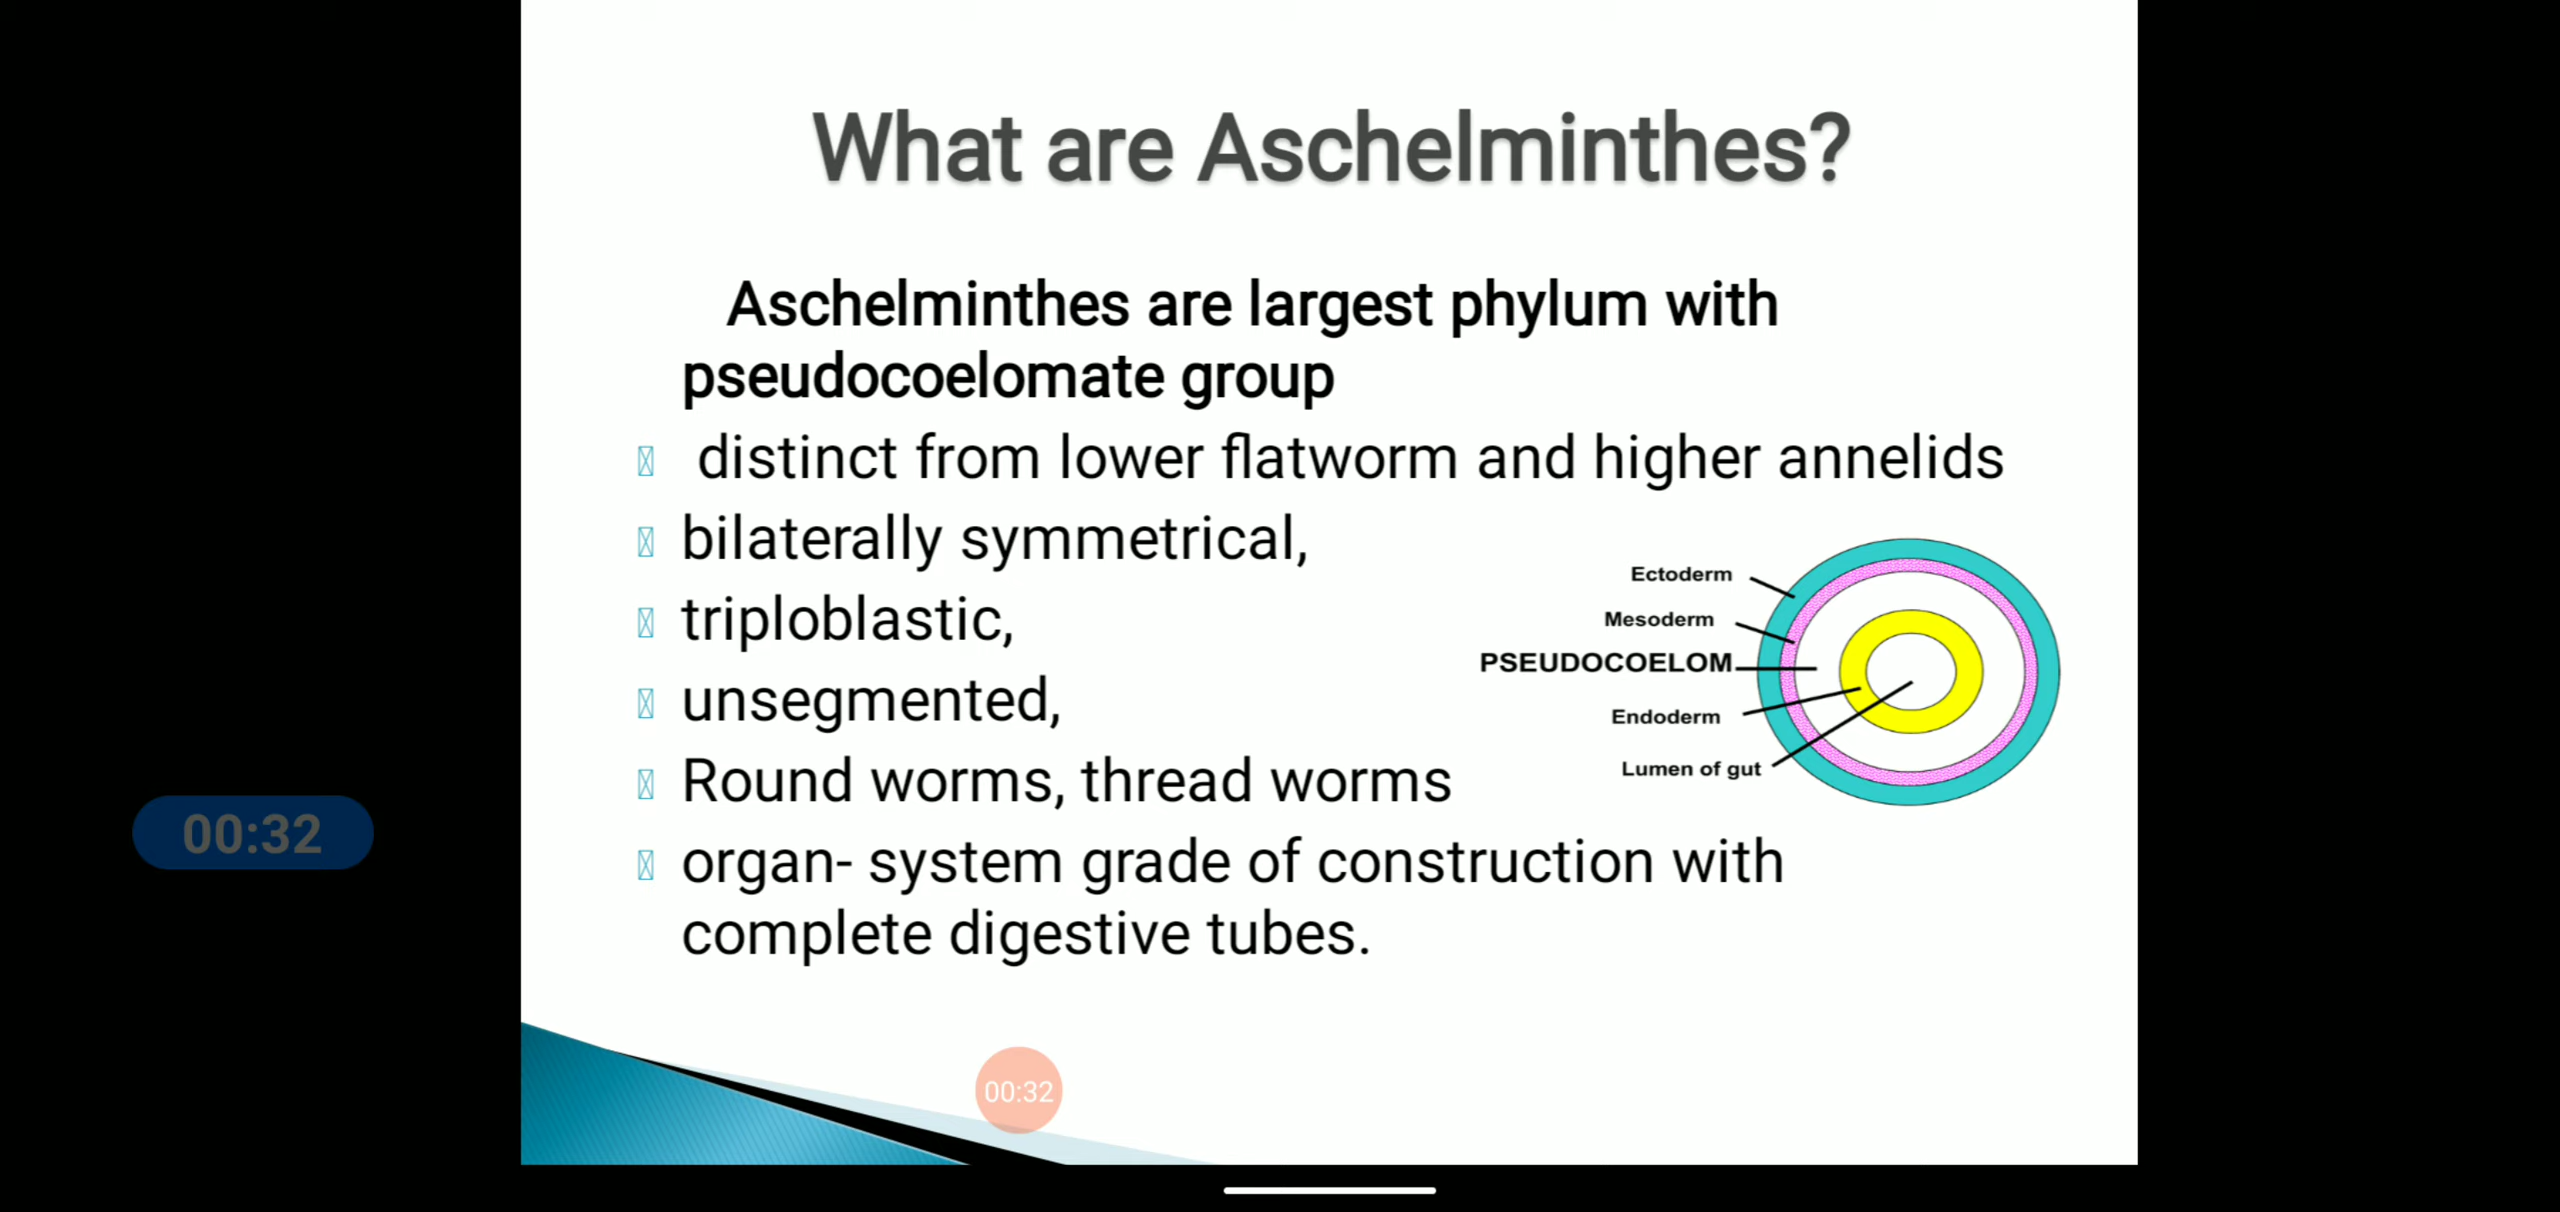 What are Aschelminthes?
Aschelminthes are largest phylum with
pseudocoelomate group
distinct from lower flatworm and higher annelids
bilaterally symmetrical,
triploblastic,
unsegmented,
Round worms, thread worms
organ- system grade of construction with
complete digestive tubes.
Ectoderm
Mesoderm
PSEUDOCOELOM
Endoderm
Lumen of gut
00:32
00:32